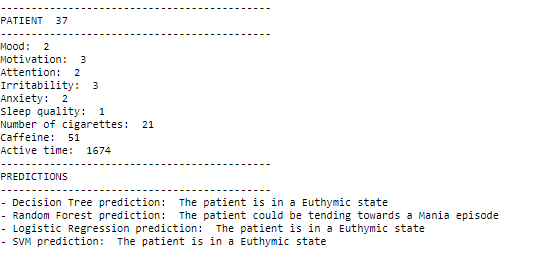 -------------------------------------------
PATIENT  37
-------------------------------------------
Mood:  2
Motivation:  3
Attention:  2
Irritability:  3
Anxiety:  2
Sleep quality:  1
Number of cigarettes:  21
Caffeine:  51
Active time:  1674
-------------------------------------------
PREDICTIONS
-------------------------------------------
- Decision Tree prediction:  The patient is in a Euthymic state
- Random Forest prediction:  The patient could be tending towards a Mania episode
- Logistic Regression prediction:  The patient is in a Euthymic state
- SVM prediction:  The patient is in a Euthymic state